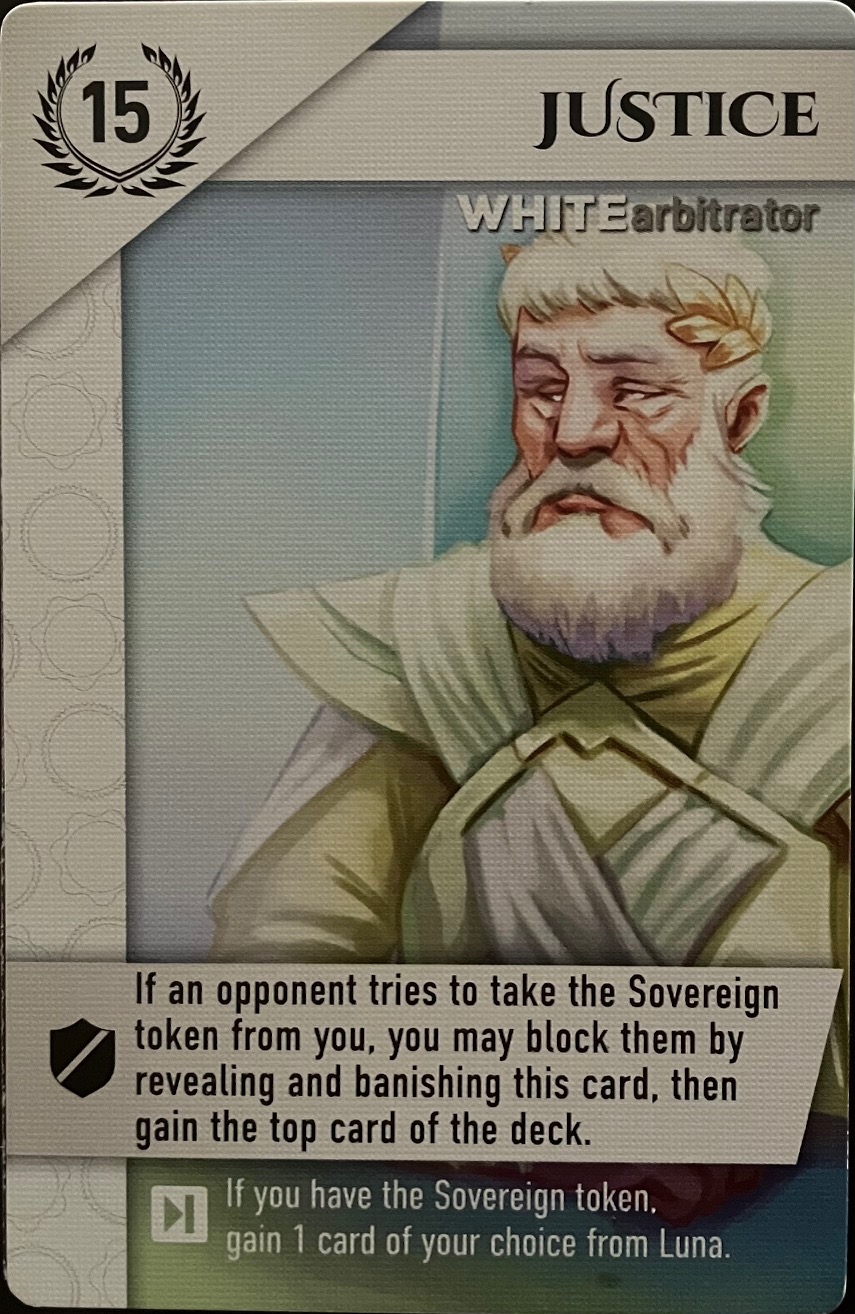 15
JUSTICE
WHITEarbitrator
If an opponent tries to take the Sovereign
token from you, you may block them by
revealing and banishing this card, then
gain the top card of the deck.
If you have the Sovereign token,
gain 1 card of your choice from Luna.